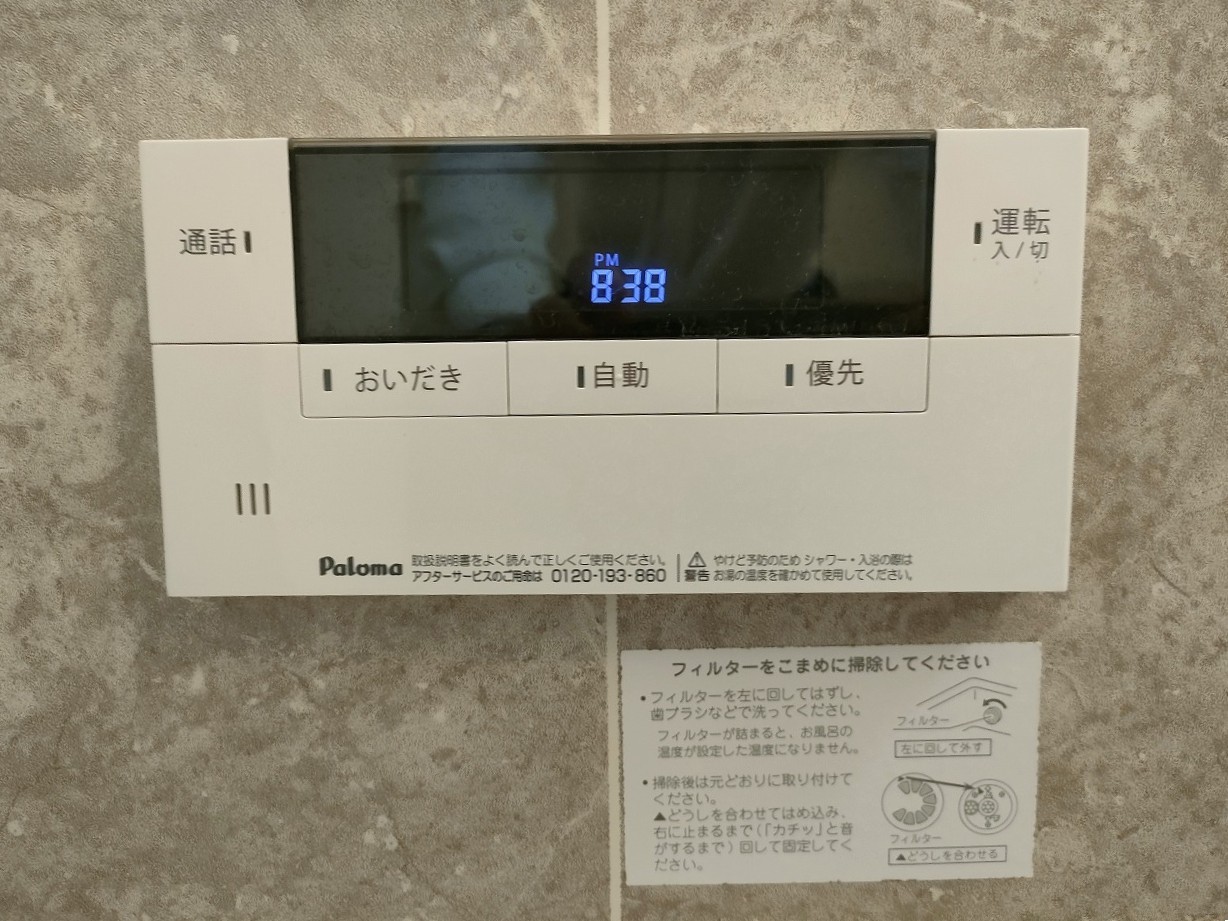 通話
PM
8 38
運転
入/切
おいだき
自動
優先
Paloma
取扱説明書をよく読んで正しくご使用ください。
アフターサービスのご用命は 0120-193-860
警告
やけど予防のため シャワー・入浴の際は
お湯の温度を確かめて使用してください。
フィルターをこまめに掃除してください
・フィルターを左に回してはずし、
歯ブラシなどで洗ってください。
フィルターが詰まると、お風呂の
温度が設定した温度になりません。
フィルター
左に回して外す
・掃除後は元どおりに取り付けて
ください。
▲どうしを合わせてはめ込み、
右に止まるまで(「カチッ」と音
がするまで)回して固定してく
ださい。
フィルター
▲どうしを合わせる